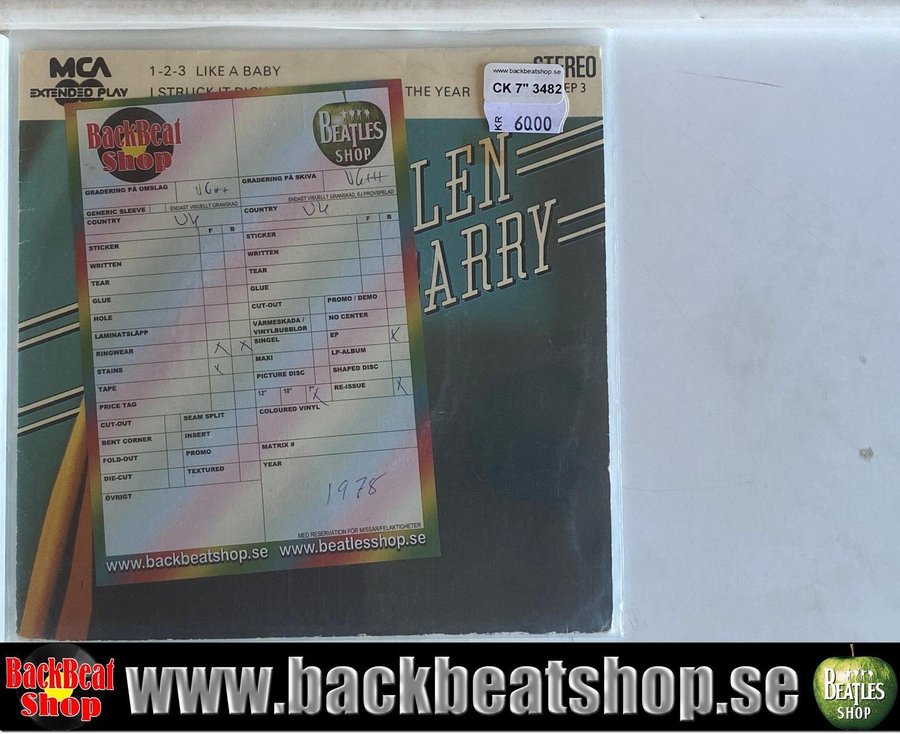 MCA
EXTENDED PLAY
1-2-3 LIKE A BABY
I STRUCK IT
THE YEAR
STEREO
EP 3
www.backbeatshop.se
CK 7" 3482
KR 60.00
LEN
BARRY
BackBeat
Shop
BEATLES
SHOP
GRADERING PÅ OMSLAG VG++
GRADERING PÅ SKIVA VG++
GENERIC SLEEVE
ENDAST VISUELLT GRANSKAD
ENDAST VISUELLT GRANSKAD, EJ PROVSPELAD
COUNTRY UK
COUNTRY UK
F B
F B
STICKER
WRITTEN
TEAR
GLUE
HOLE
LAMINATSLÄPP
RINGWEAR X X
STAINS X
TAPE
PRICE TAG
CUT-OUT
SEAM SPLIT
BENT CORNER
INSERT
FOLD-OUT
PROMO
DIE-CUT
TEXTURED
ÖVRIGT
STICKER
WRITTEN
TEAR
GLUE
CUT-OUT
PROMO / DEMO
VÄRMESKADA /
VINYLBUBBLOR
NO CENTER
SINGEL
EP X
MAXI
LP-ALBUM
PICTURE DISC
SHAPED DISC
12" 10" 7" X
RE-ISSUE X
COLOURED VINYL
MATRIX #
YEAR
1978
MED RESERVATION FÖR MISSAR/FELAKTIGHETER
www.backbeatshop.se www.beatlesshop.se
BackBeat
Shop
www.backbeatshop.se
BEATLES
SHOP